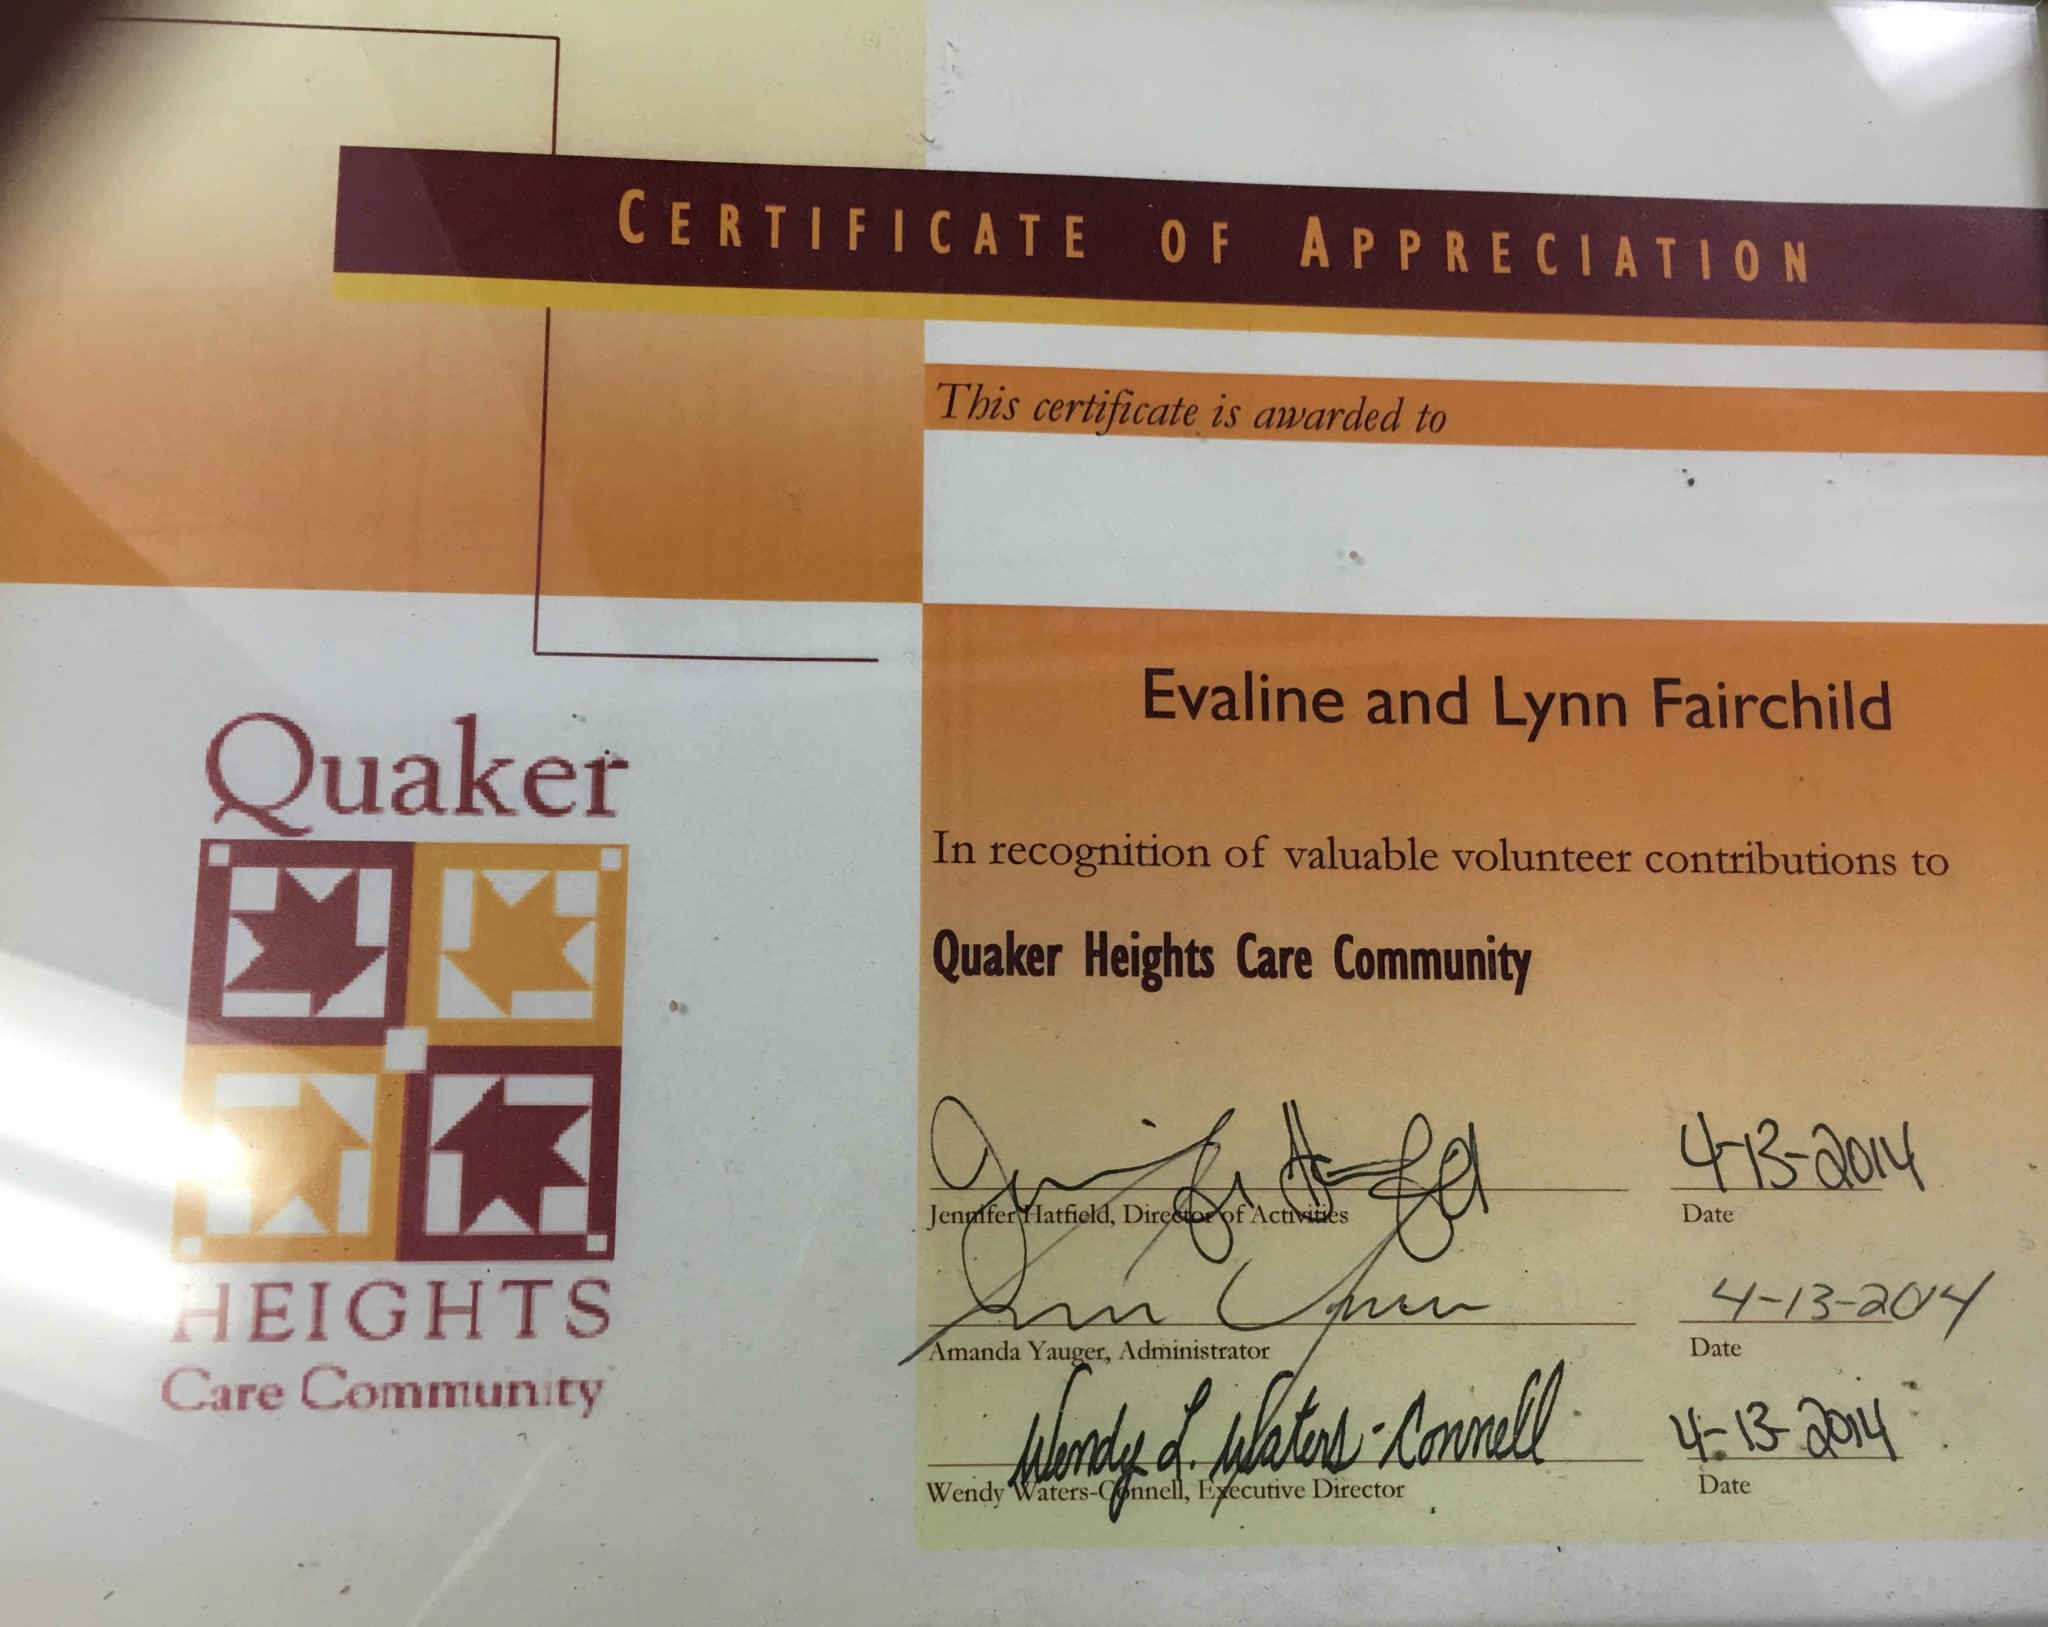 CERTIFICATE OF APPRECIATION
This certificate is awarded to
Evaline and Lynn Fairchild
In recognition of valuable volunteer contributions to
Quaker Heights Care Community
4-13-2014
Jennifer Hatfield, Director of Activities Date
4-13-2014
Amanda Yauger, Administrator Date
Wendy L. Waters-Connell 4-13-2014
Wendy Waters-Connell, Executive Director Date
Quaker
HEIGHTS
Care Community